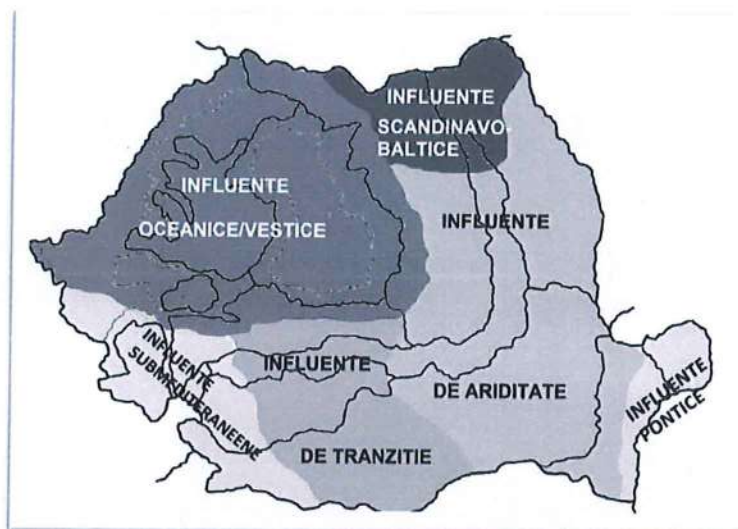 INFLUENTE
SCANDINAVO-
BALTICE
INFLUENTE
OCEANICE/VESTICE
INFLUENTE
INFLUENTE
SUBMEDITERANEENE
INFLUENTE
DE ARIDITATE
INFLUENTE
PONTICE
DE TRANZITIE